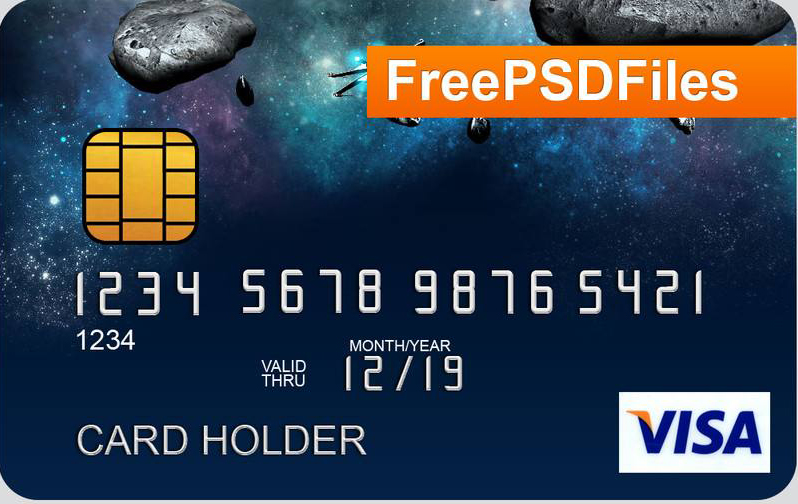 FreePSDFiles
1234 5678 9876 5421
1234
MONTH/YEAR
VALID THRU 12/19
CARD HOLDER
VISA